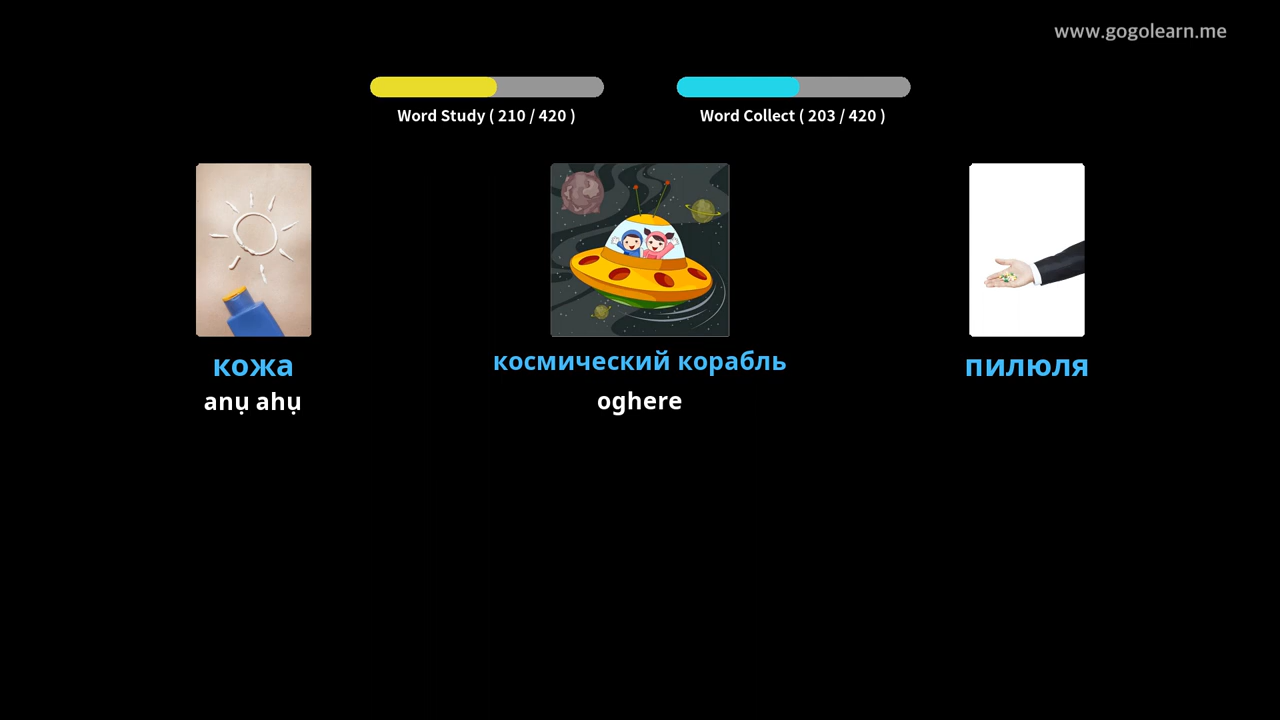 www.gogolearn.me
Word Study ( 210 / 420 )
Word Collect ( 203 / 420 )
кожа
космический корабль
пилюля
anụ ahụ
oghere